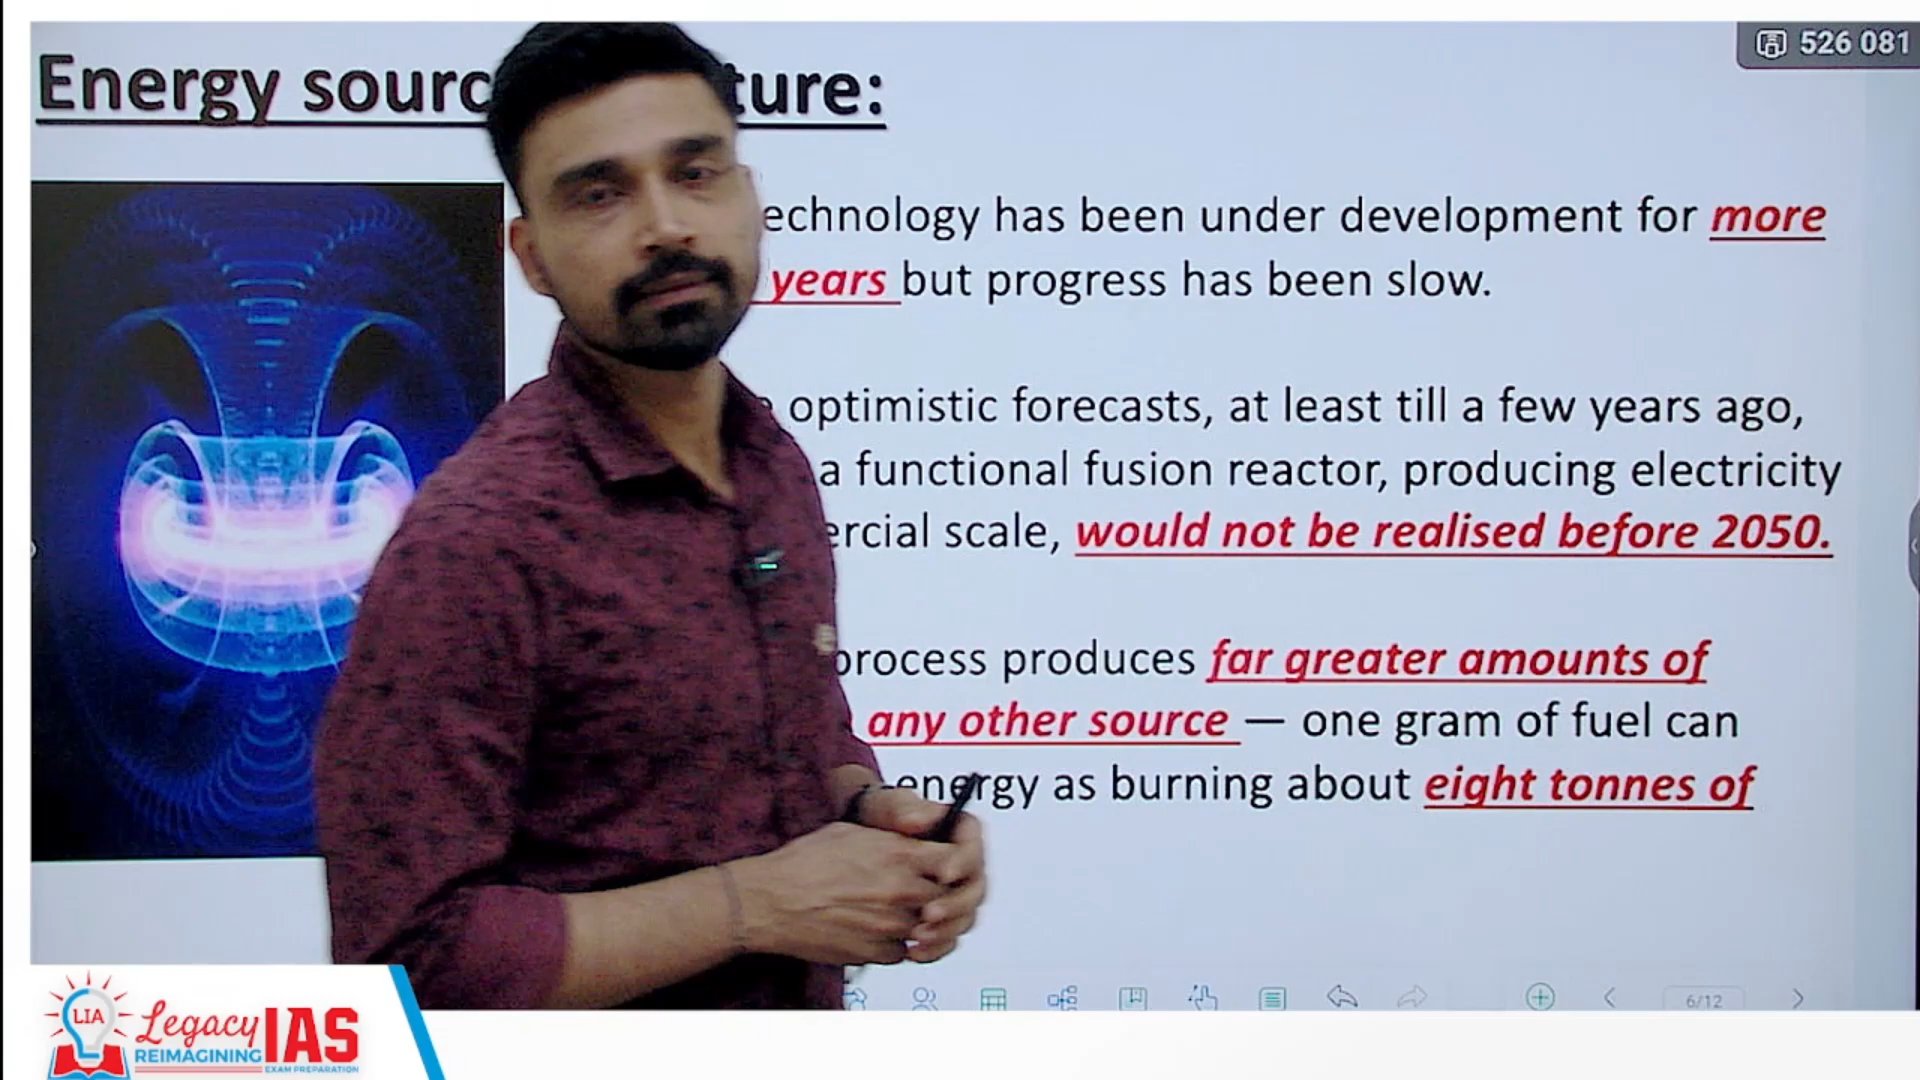 526 081
Energy sourc ture:
echnology has been under development for more
years but progress has been slow.
optimistic forecasts, at least till a few years ago,
a functional fusion reactor, producing electricity
ercial scale, would not be realised before 2050.
process produces far greater amounts of
any other source — one gram of fuel can
energy as burning about eight tonnes of
6/12
LIA
Legacy IAS
REIMAGINING
EXAM PREPARATION